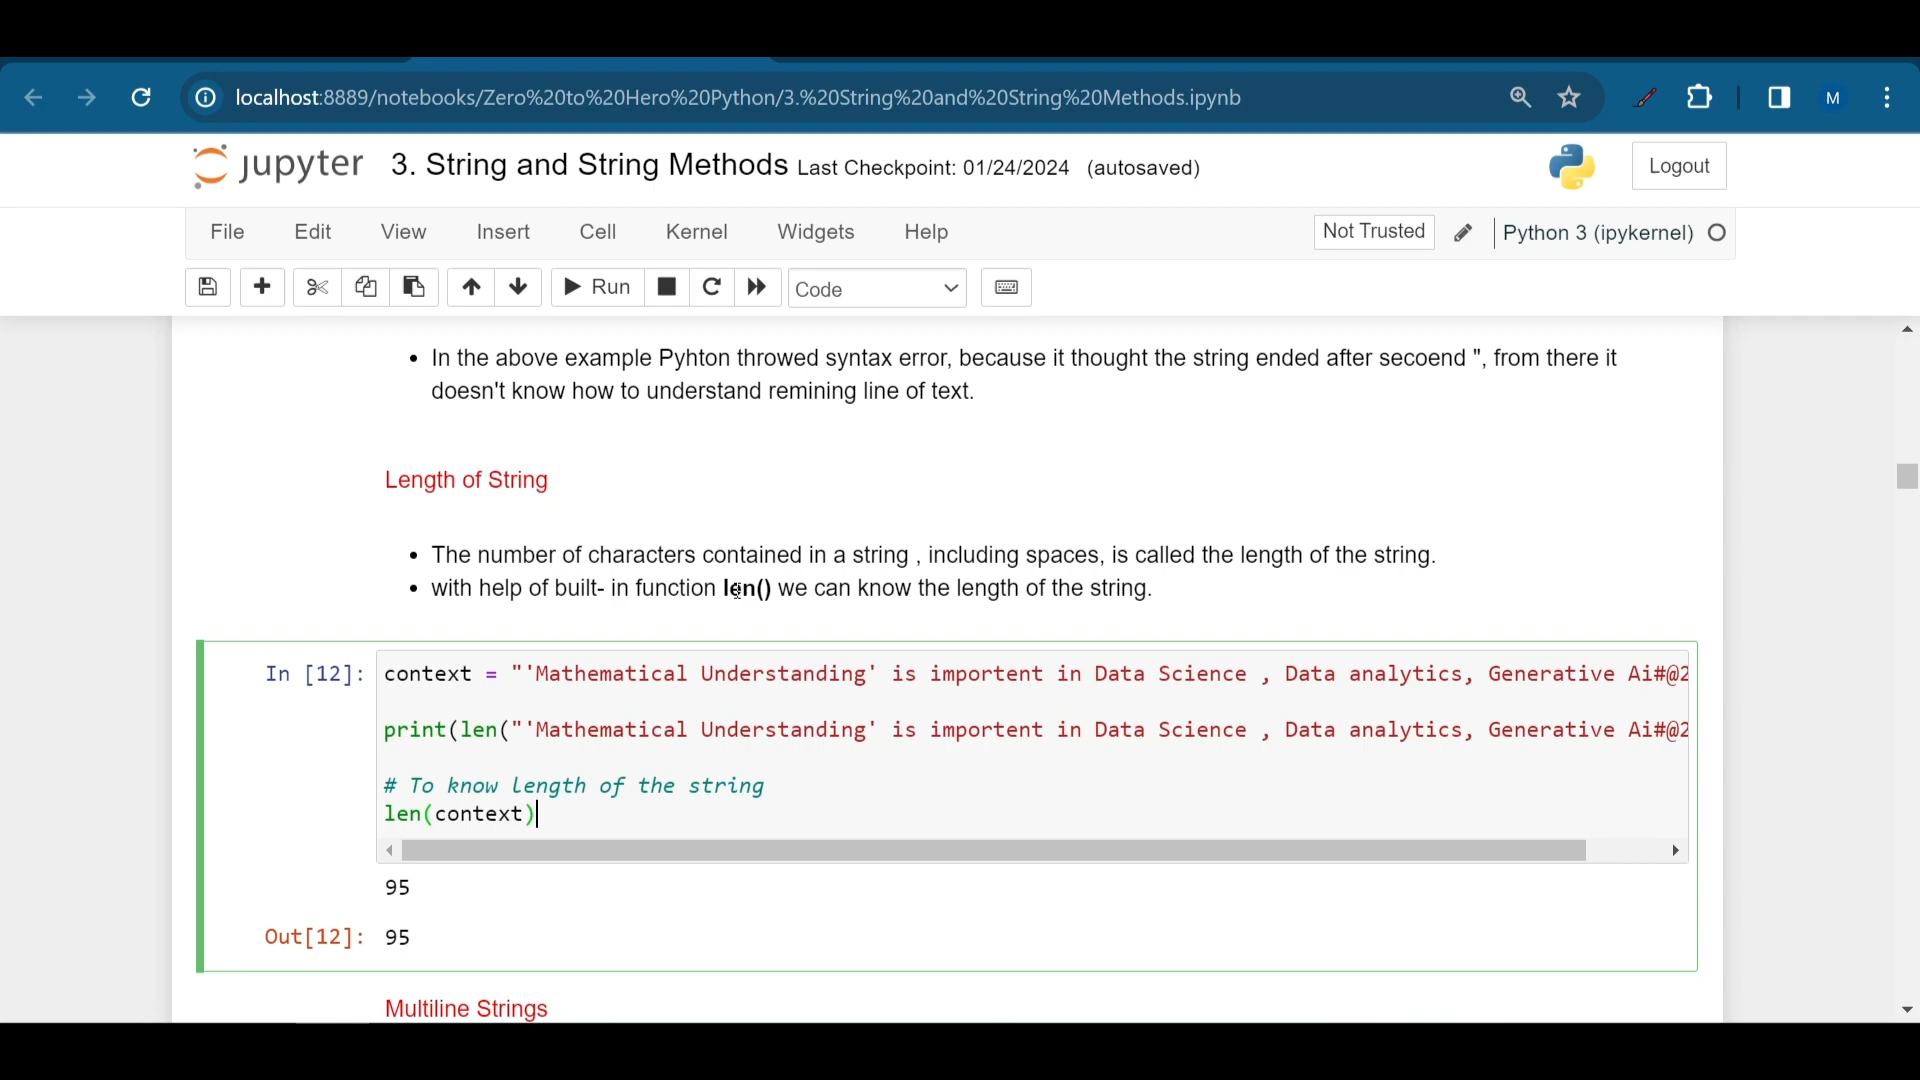 localhost:8889/notebooks/Zero%20to%20Hero%20Python/3.%20String%20and%20String%20Methods.ipynb
M
jupyter 3. String and String Methods Last Checkpoint: 01/24/2024 (autosaved)
Logout
File Edit View Insert Cell Kernel Widgets Help
Not Trusted Python 3 (ipykernel)
Run Code
• In the above example Pyhton throwed syntax error, because it thought the string ended after secoend ", from there it
doesn't know how to understand remining line of text.
Length of String
• The number of characters contained in a string , including spaces, is called the length of the string.
• with help of built- in function len() we can know the length of the string.
In [12]: context = "'Mathematical Understanding' is importent in Data Science , Data analytics, Generative Ai#@2
print(len("'Mathematical Understanding' is importent in Data Science , Data analytics, Generative Ai#@2
# To know length of the string
len(context)
95
Out[12]: 95
Multiline Strings